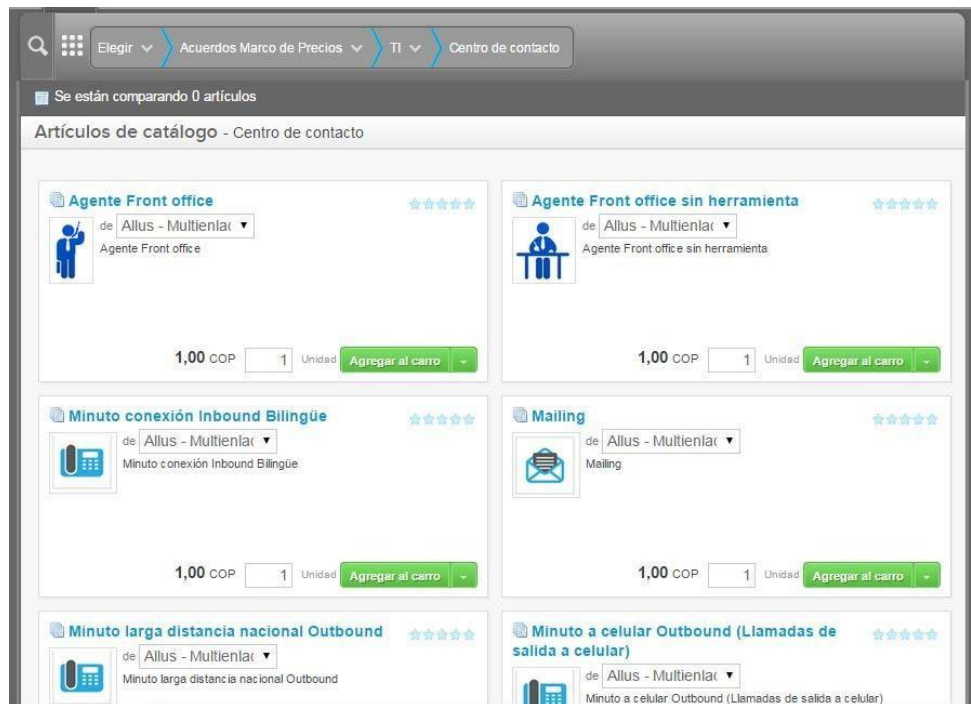 Elegir
Acuerdos Marco de Precios
TI
Centro de contacto
Se están comparando 0 artículos
Artículos de catálogo - Centro de contacto
Agente Front office
de Allus - Multienlac
Agente Front office
1,00 COP 1 Unidad Agregar al carro
Agente Front office sin herramienta
de Allus - Multienlac
Agente Front office sin herramienta
1,00 COP 1 Unidad Agregar al carro
Minuto conexión Inbound Bilingüe
de Allus - Multienlac
Minuto conexión Inbound Bilingüe
1,00 COP 1 Unidad Agregar al carro
Mailing
de Allus - Multienlac
Mailing
1,00 COP 1 Unidad Agregar al carro
Minuto larga distancia nacional Outbound
de Allus - Multienlac
Minuto larga distancia nacional Outbound
Minuto a celular Outbound (Llamadas de
salida a celular)
de Allus - Multienlac
Minuto a celular Outbound (Llamadas de salida a celular)